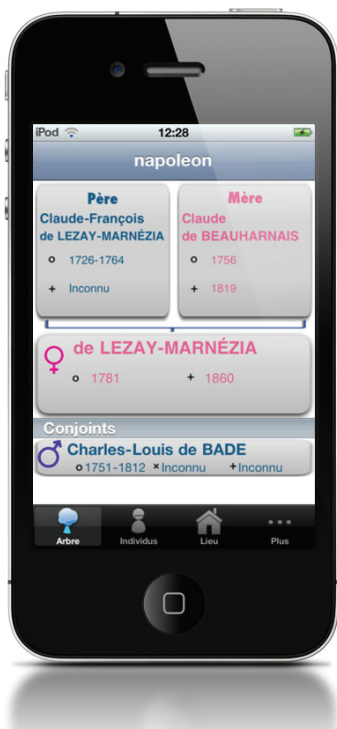 iPod 12:28
napoleon
Père
Claude-François
de LEZAY-MARNÉZIA
o 1726-1764
+ Inconnu
Mère
Claude
de BEAUHARNAIS
o 1756
+ 1819
de LEZAY-MARNÉZIA
o 1781 + 1860
Conjoints
Charles-Louis de BADE
o 1751-1812 × Inconnu + Inconnu
Arbre Individus Lieu Plus